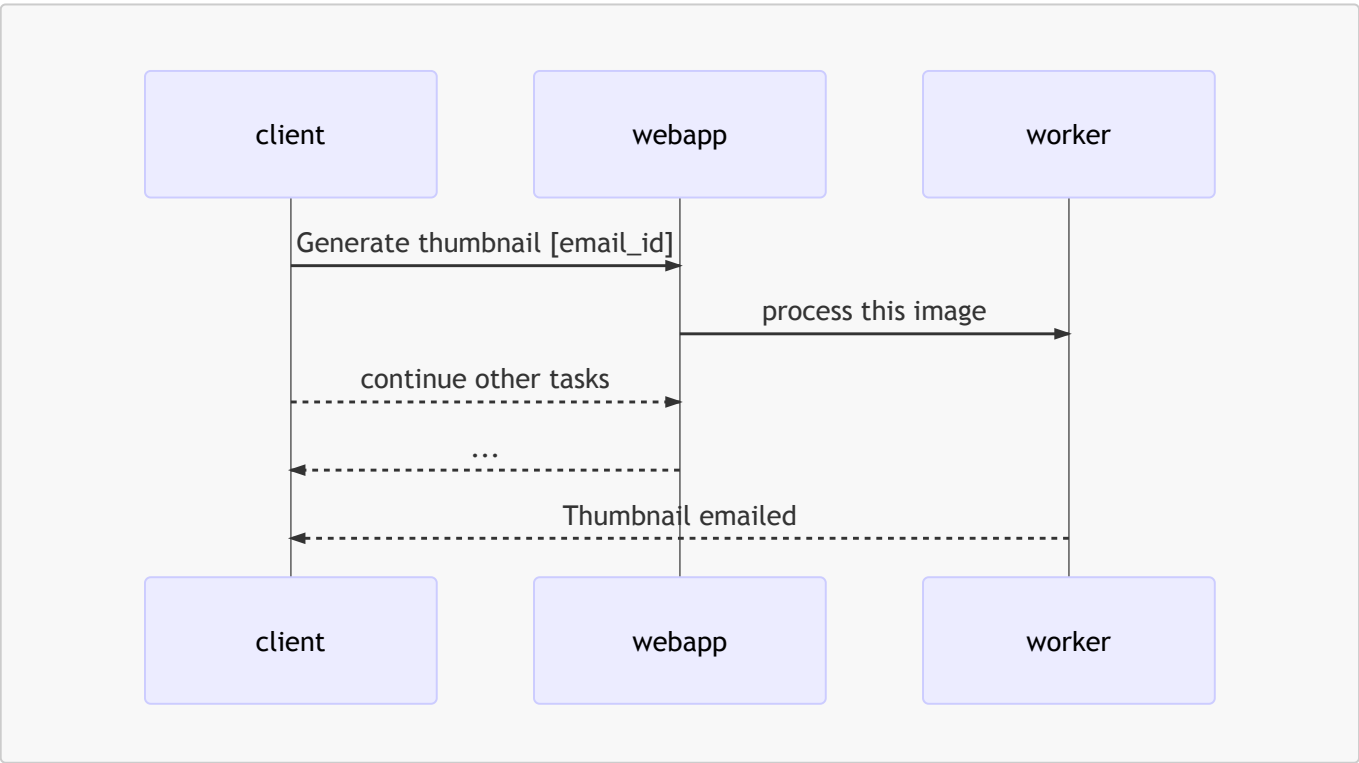 client
webapp
worker
Generate thumbnail [email_id]
process this image
continue other tasks
...
Thumbnail emailed
client
webapp
worker